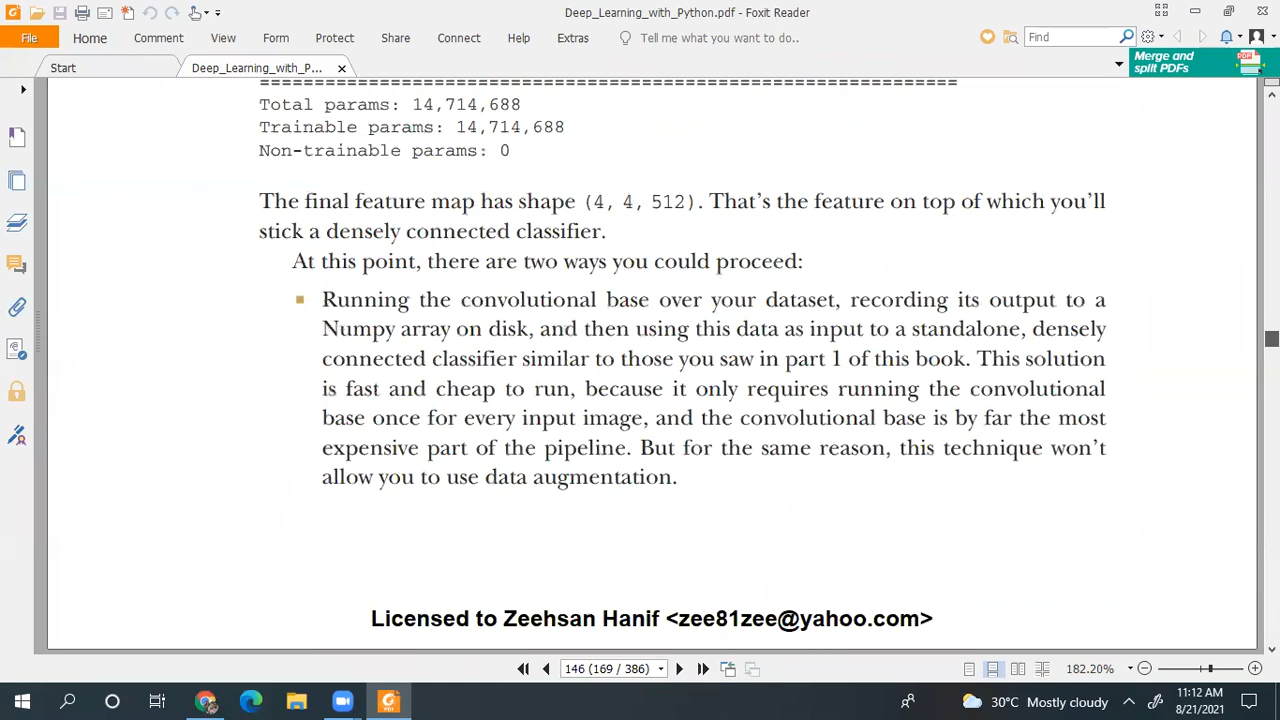 Deep_Learning_with_Python.pdf - Foxit Reader
File Home Comment View Form Protect Share Connect Help Extras Tell me what you want to do.. Find
Start Deep_Learning_with_P...
Merge and
split PDFs
Total params: 14,714,688
Trainable params: 14,714,688
Non-trainable params: 0
The final feature map has shape (4, 4, 512). That’s the feature on top of which you’ll
stick a densely connected classifier.
At this point, there are two ways you could proceed:
Running the convolutional base over your dataset, recording its output to a
Numpy array on disk, and then using this data as input to a standalone, densely
connected classifier similar to those you saw in part 1 of this book. This solution
is fast and cheap to run, because it only requires running the convolutional
base once for every input image, and the convolutional base is by far the most
expensive part of the pipeline. But for the same reason, this technique won’t
allow you to use data augmentation.
Licensed to Zeehsan Hanif <zee81zee@yahoo.com>
146 (169 / 386) 182.20%
30°C Mostly cloudy
11:12 AM
8/21/2021